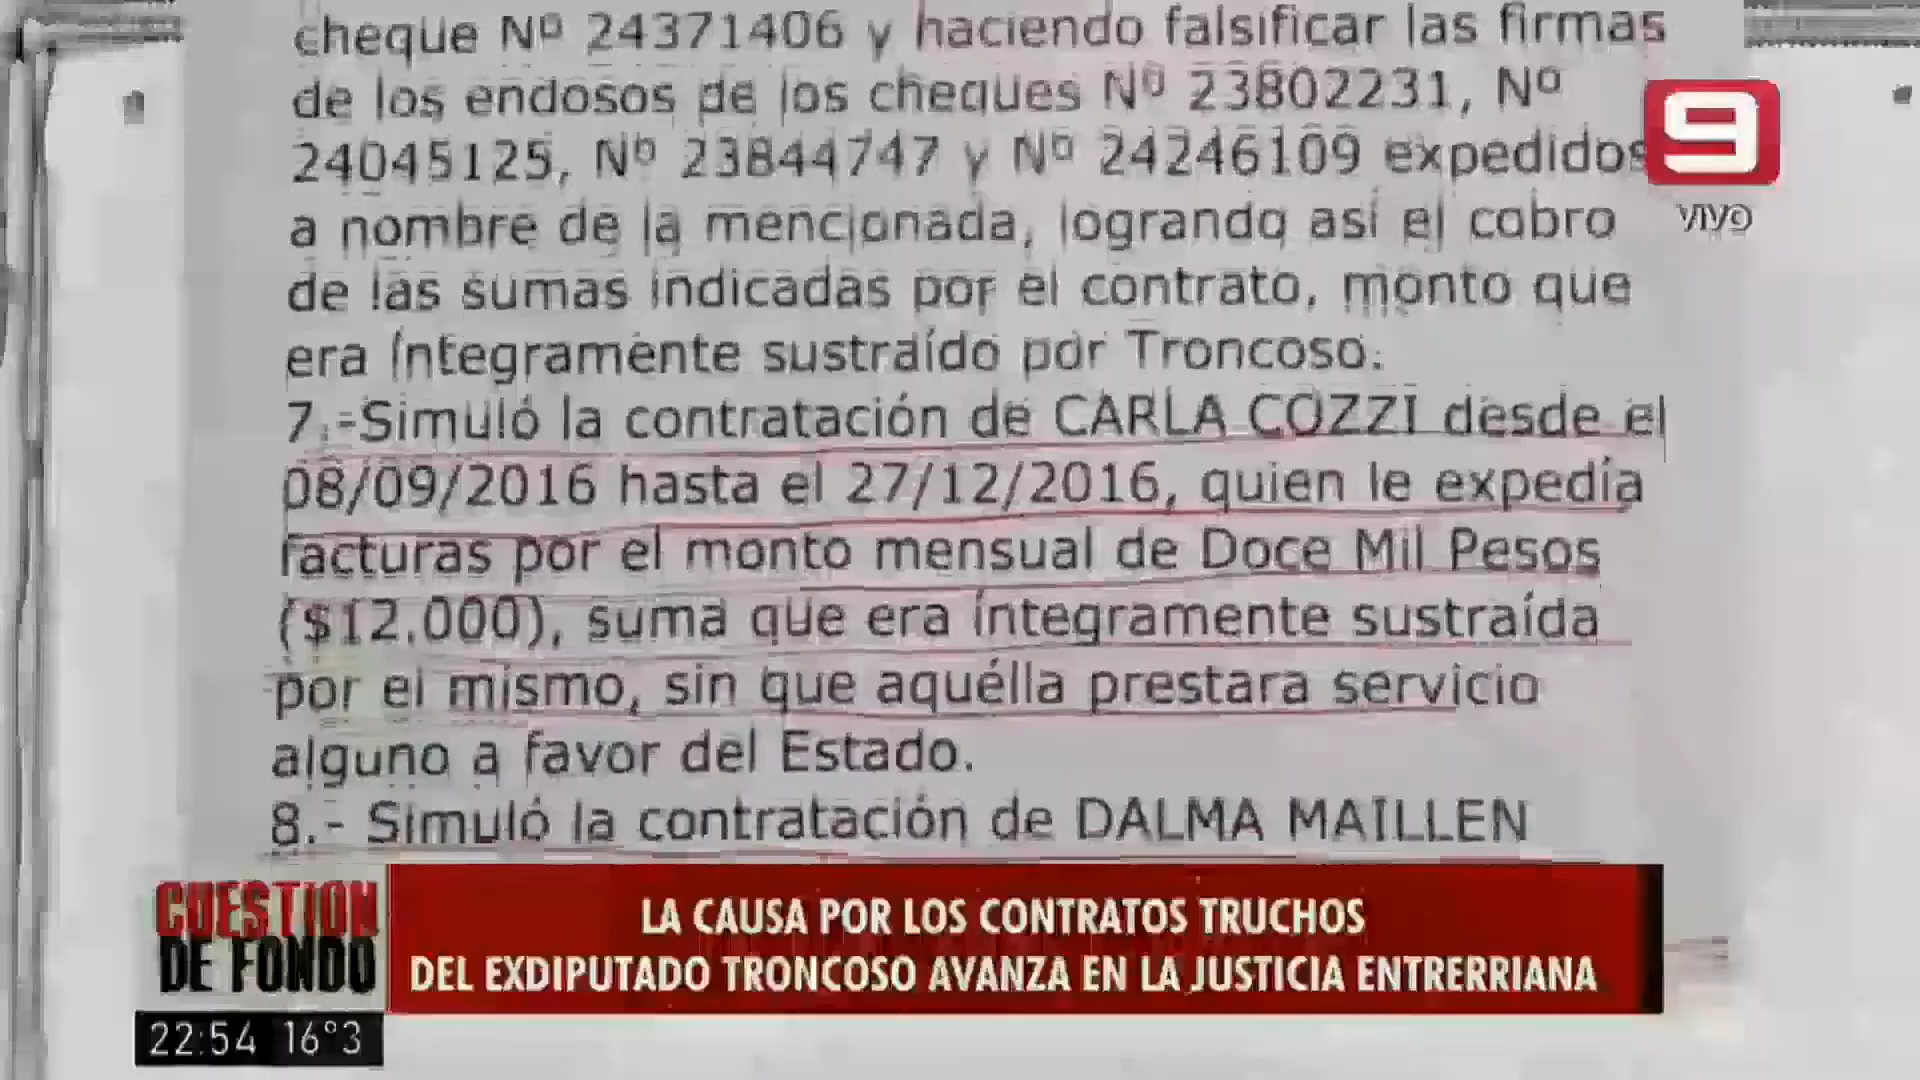 cheque Nº 24371406 y haciendo falsificar las firmas
de los endosos de los cheques Nº 23802231, Nº
24045125, Nº 23844747 y Nº 24246109 expedidos
a nombre de la mencionada, logrando así el cobro
de las sumas indicadas por el contrato, monto que
era íntegramente sustraído por Troncoso.
7.-Simuló la contratación de CARLA COZZI desde el
08/09/2016 hasta el 27/12/2016, quien le expedía
facturas por el monto mensual de Doce Mil Pesos
($12.000), suma que era íntegramente sustraída
por el mismo, sin que aquélla prestara servicio
alguno a favor del Estado.
8.- Simuló la contratación de DALMA MAILLEN
9
VIVO
CUESTION
DE FONDO
LA CAUSA POR LOS CONTRATOS TRUCHOS
DEL EXDIPUTADO TRONCOSO AVANZA EN LA JUSTICIA ENTRERRIANA
22:54 16°3